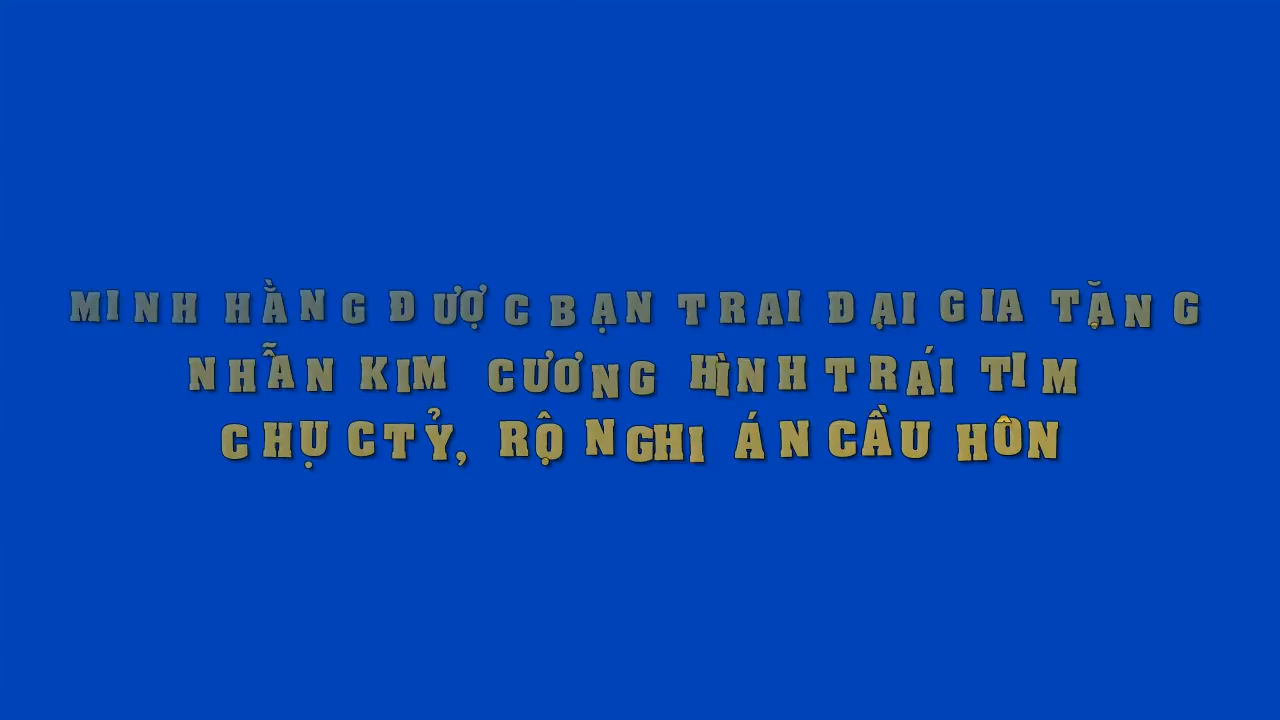 MINH HẰNG ĐƯỢC BẠN TRAI ĐẠI GIA TẶNG
NHẪN KIM CƯƠNG HÌNH TRÁI TIM
CHỤC TỶ, RỘ NGHI ÁN CẦU HÔN